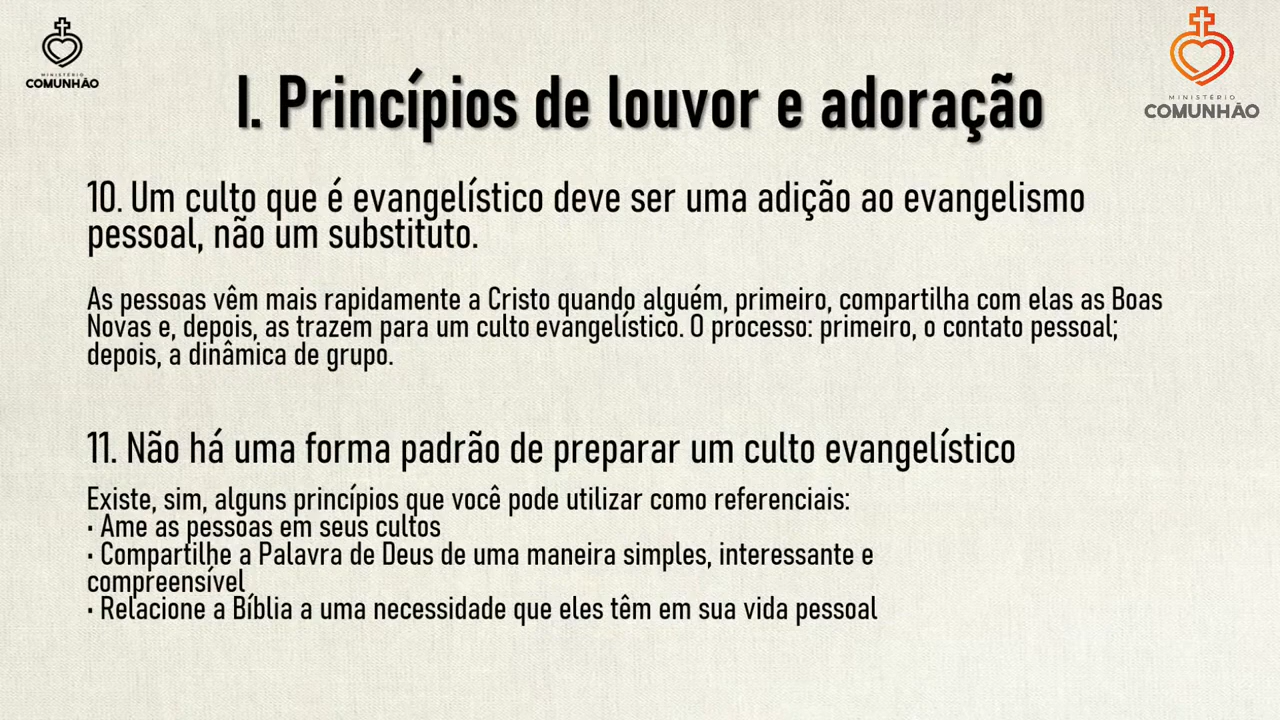 MINISTÉRIO
COMUNHÃO
MINISTÉRIO
COMUNHÃO
I. Princípios de louvor e adoração
10. Um culto que é evangelístico deve ser uma adição ao evangelismo
pessoal, não um substituto.
As pessoas vêm mais rapidamente a Cristo quando alguém, primeiro, compartilha com elas as Boas
Novas e, depois, as trazem para um culto evangelístico. O processo: primeiro, o contato pessoal;
depois, a dinâmica de grupo.
11. Não há uma forma padrão de preparar um culto evangelístico
Existe, sim, alguns princípios que você pode utilizar como referenciais:
• Ame as pessoas em seus cultos
• Compartilhe a Palavra de Deus de uma maneira simples, interessante e
compreensível
• Relacione a Bíblia a uma necessidade que eles têm em sua vida pessoal